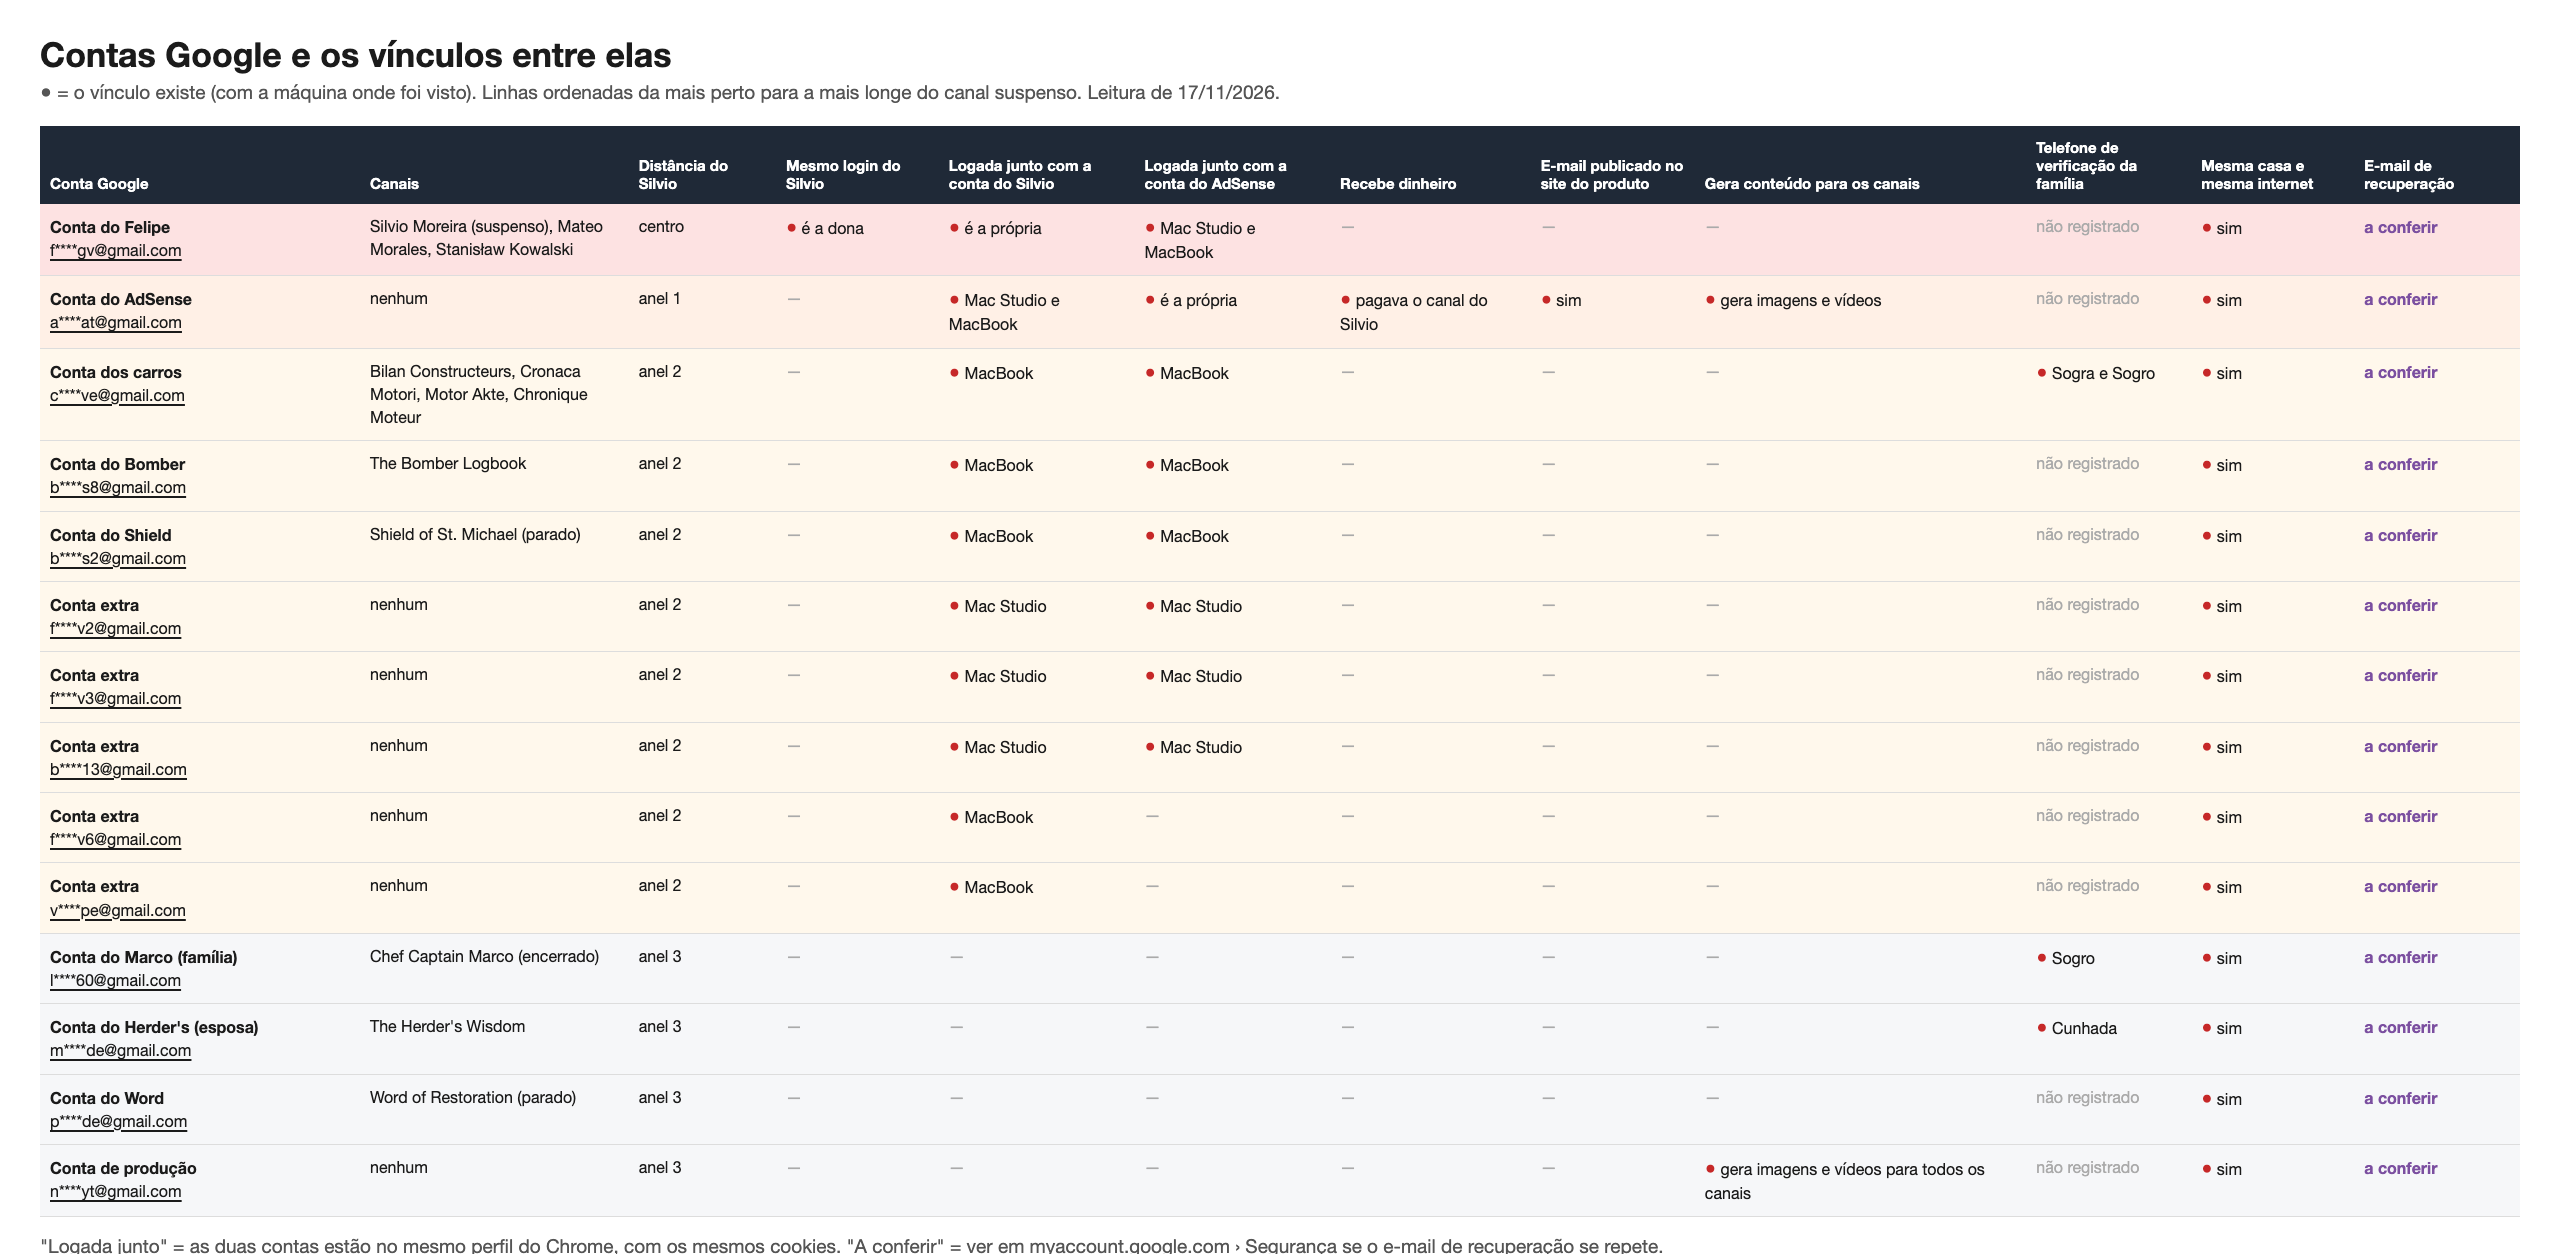 Contas Google e os vínculos entre elas
● = o vínculo existe (com a máquina onde foi visto). Linhas ordenadas da mais perto para a mais longe do canal suspenso. Leitura de 17/11/2026.
Conta Google | Canais | Distância do Silvio | Mesmo login do Silvio | Logada junto com a conta do Silvio | Logada junto com a conta do AdSense | Recebe dinheiro | E-mail publicado no site do produto | Gera conteúdo para os canais | Telefone de verificação da família | Mesma casa e mesma internet | E-mail de recuperação
Conta do Felipe f****gv@gmail.com | Silvio Moreira (suspenso), Mateo Morales, Stanisław Kowalski | centro | ● é a dona | ● é a própria | ● Mac Studio e MacBook | — | — | — | não registrado | ● sim | a conferir
Conta do AdSense a****at@gmail.com | nenhum | anel 1 | — | ● Mac Studio e MacBook | ● é a própria | ● pagava o canal do Silvio | ● sim | ● gera imagens e vídeos | não registrado | ● sim | a conferir
Conta dos carros c****ve@gmail.com | Bilan Constructeurs, Cronaca Motori, Motor Akte, Chronique Moteur | anel 2 | — | ● MacBook | ● MacBook | — | — | — | ● Sogra e Sogro | ● sim | a conferir
Conta do Bomber b****s8@gmail.com | The Bomber Logbook | anel 2 | — | ● MacBook | ● MacBook | — | — | — | não registrado | ● sim | a conferir
Conta do Shield b****s2@gmail.com | Shield of St. Michael (parado) | anel 2 | — | ● MacBook | ● MacBook | — | — | — | não registrado | ● sim | a conferir
Conta extra f****v2@gmail.com | nenhum | anel 2 | — | ● Mac Studio | ● Mac Studio | — | — | — | não registrado | ● sim | a conferir
Conta extra f****v3@gmail.com | nenhum | anel 2 | — | ● Mac Studio | ● Mac Studio | — | — | — | não registrado | ● sim | a conferir
Conta extra b****13@gmail.com | nenhum | anel 2 | — | ● Mac Studio | ● Mac Studio | — | — | — | não registrado | ● sim | a conferir
Conta extra f****v6@gmail.com | nenhum | anel 2 | — | ● MacBook | — | — | — | — | não registrado | ● sim | a conferir
Conta extra v****pe@gmail.com | nenhum | anel 2 | — | ● MacBook | — | — | — | — | não registrado | ● sim | a conferir
Conta do Marco (família) l****60@gmail.com | Chef Captain Marco (encerrado) | anel 3 | — | — | — | — | — | — | ● Sogro | ● sim | a conferir
Conta do Herder's (esposa) m****de@gmail.com | The Herder's Wisdom | anel 3 | — | — | — | — | — | — | ● Cunhada | ● sim | a conferir
Conta do Word p****de@gmail.com | Word of Restoration (parado) | anel 3 | — | — | — | — | — | — | não registrado | ● sim | a conferir
Conta de produção n****yt@gmail.com | nenhum | anel 3 | — | — | — | — | — | ● gera imagens e vídeos para todos os canais | não registrado | ● sim | a conferir
"Logada junto" = as duas contas estão no mesmo perfil do Chrome, com os mesmos cookies. "A conferir" = ver em myaccount.google.com › Segurança se o e-mail de recuperação se repete.